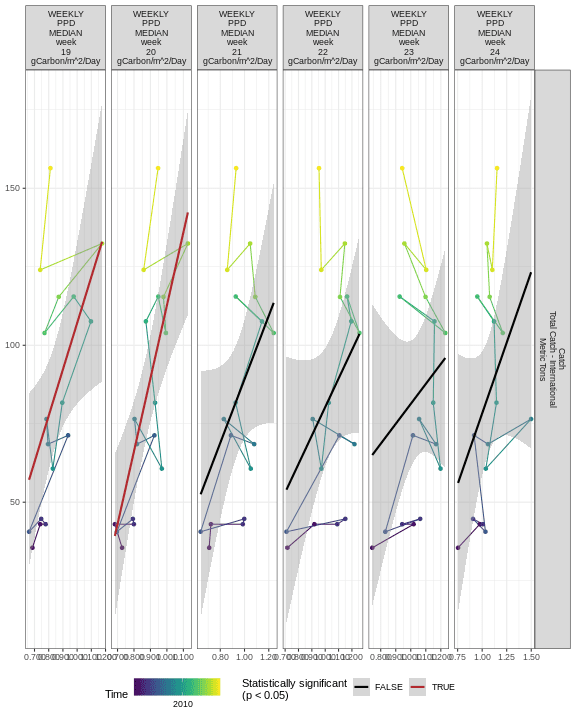 WEEKLY
PPD
MEDIAN
week
19
gCarbon/m^2/Day
WEEKLY
PPD
MEDIAN
week
20
gCarbon/m^2/Day
WEEKLY
PPD
MEDIAN
week
21
gCarbon/m^2/Day
WEEKLY
PPD
MEDIAN
week
22
gCarbon/m^2/Day
WEEKLY
PPD
MEDIAN
week
23
gCarbon/m^2/Day
WEEKLY
PPD
MEDIAN
week
24
gCarbon/m^2/Day
150
100
50
Catch
Total Catch - International
Metric Tons
0.80 1.00 1.20
0.75 1.00 1.25 1.50
Time
2010
Statistically significant
(p < 0.05)
FALSE
TRUE